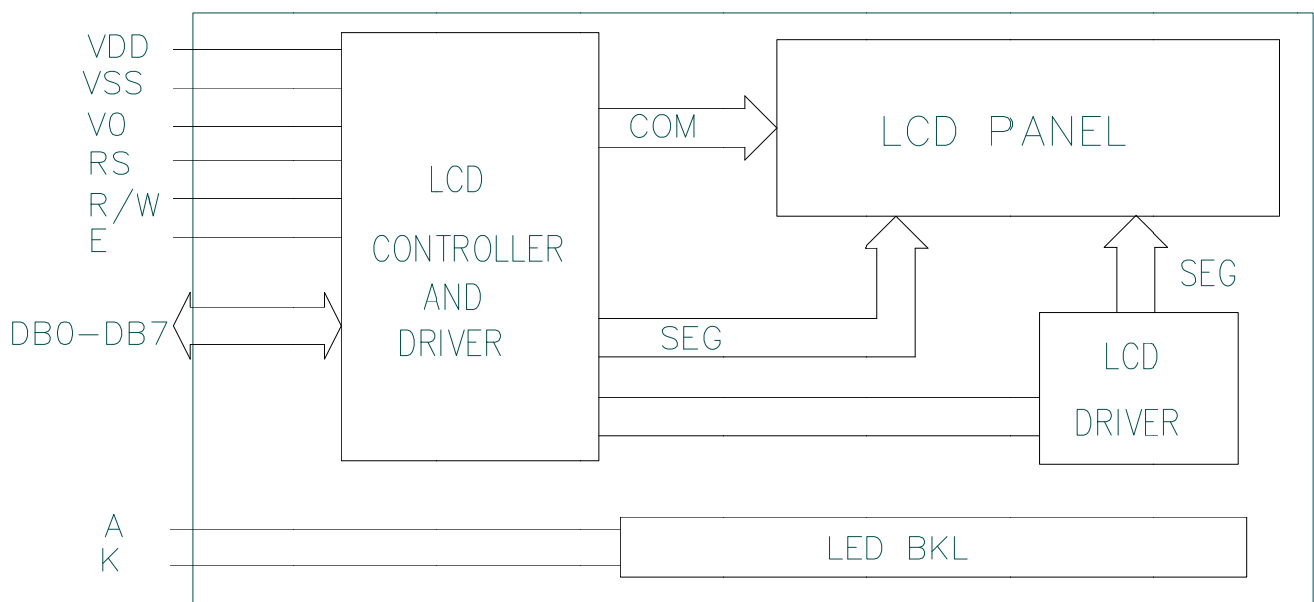 VDD
VSS
V0
RS
R/W
E
DB0-DB7
LCD
CONTROLLER
AND
DRIVER
COM
LCD PANEL
SEG
SEG
LCD
DRIVER
A
K
LED BKL